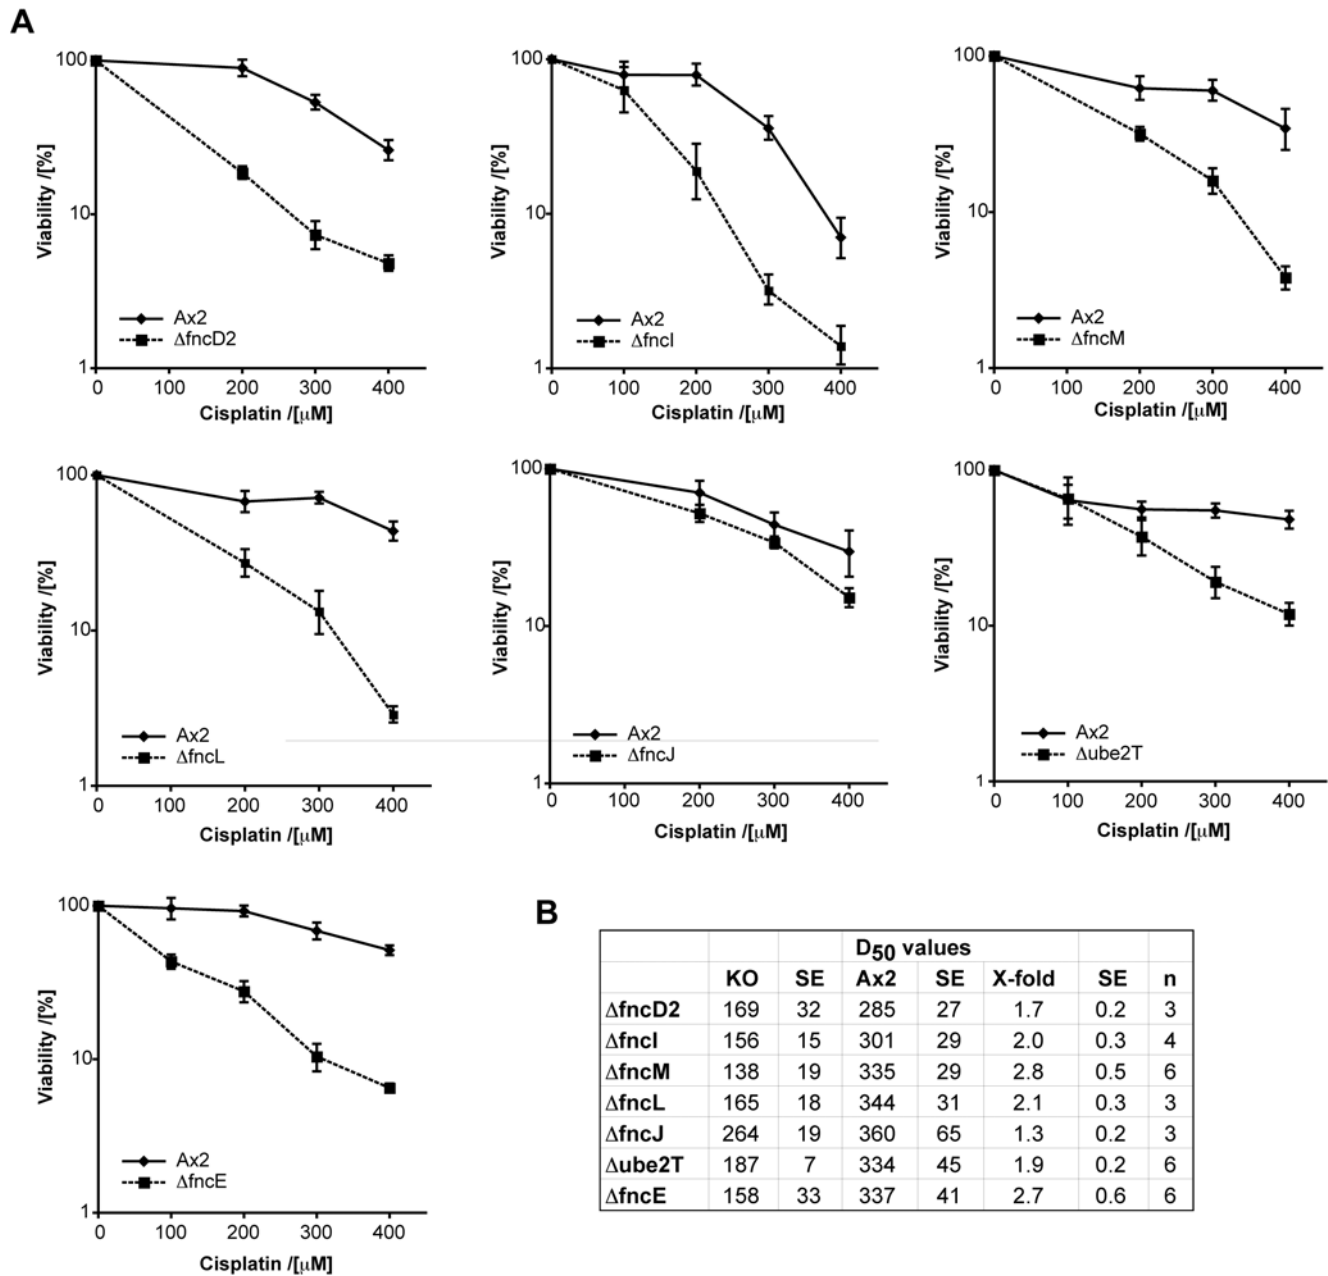 A
100
10
1
Viability /[%]
Ax2
ΔfncD2
0 100 200 300 400
Cisplatin /[μM]
100
10
1
Viability /[%]
Ax2
ΔfncI
0 100 200 300 400
Cisplatin /[μM]
100
10
1
Viability /[%]
Ax2
ΔfncM
0 100 200 300 400
Cisplatin /[μM]
100
10
1
Viability /[%]
Ax2
ΔfncL
0 100 200 300 400
Cisplatin /[μM]
100
10
1
Viability /[%]
Ax2
ΔfncJ
0 100 200 300 400
Cisplatin /[μM]
100
10
1
Viability /[%]
Ax2
Δube2T
0 100 200 300 400
Cisplatin /[μM]
100
10
1
Viability /[%]
Ax2
ΔfncE
0 100 200 300 400
Cisplatin /[μM]
B
D50 values
KO SE Ax2 SE X-fold SE n
ΔfncD2 169 32 285 27 1.7 0.2 3
ΔfncI 156 15 301 29 2.0 0.3 4
ΔfncM 138 19 335 29 2.8 0.5 6
ΔfncL 165 18 344 31 2.1 0.3 3
ΔfncJ 264 19 360 65 1.3 0.2 3
Δube2T 187 7 334 45 1.9 0.2 6
ΔfncE 158 33 337 41 2.7 0.6 6